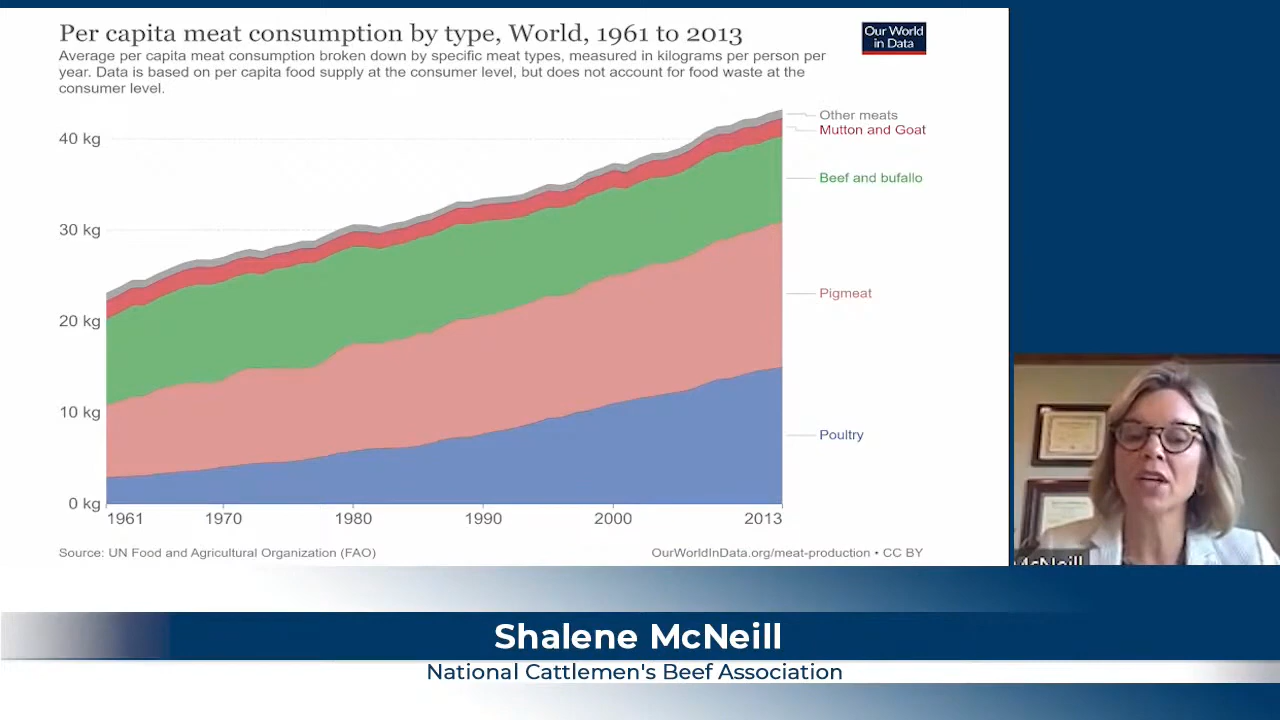 Per capita meat consumption by type, World, 1961 to 2013
Average per capita meat consumption broken down by specific meat types, measured in kilograms per person per
year. Data is based on per capita food supply at the consumer level, but does not account for food waste at the
consumer level.
Our World
in Data
40 kg
30 kg
20 kg
10 kg
0 kg
Other meats
Mutton and Goat
Beef and bufallo
Pigmeat
Poultry
1961
1970
1980
1990
2000
2013
Source: UN Food and Agricultural Organization (FAO)
OurWorldInData.org/meat-production • CC BY
McNeill
Shalene McNeill
National Cattlemen's Beef Association